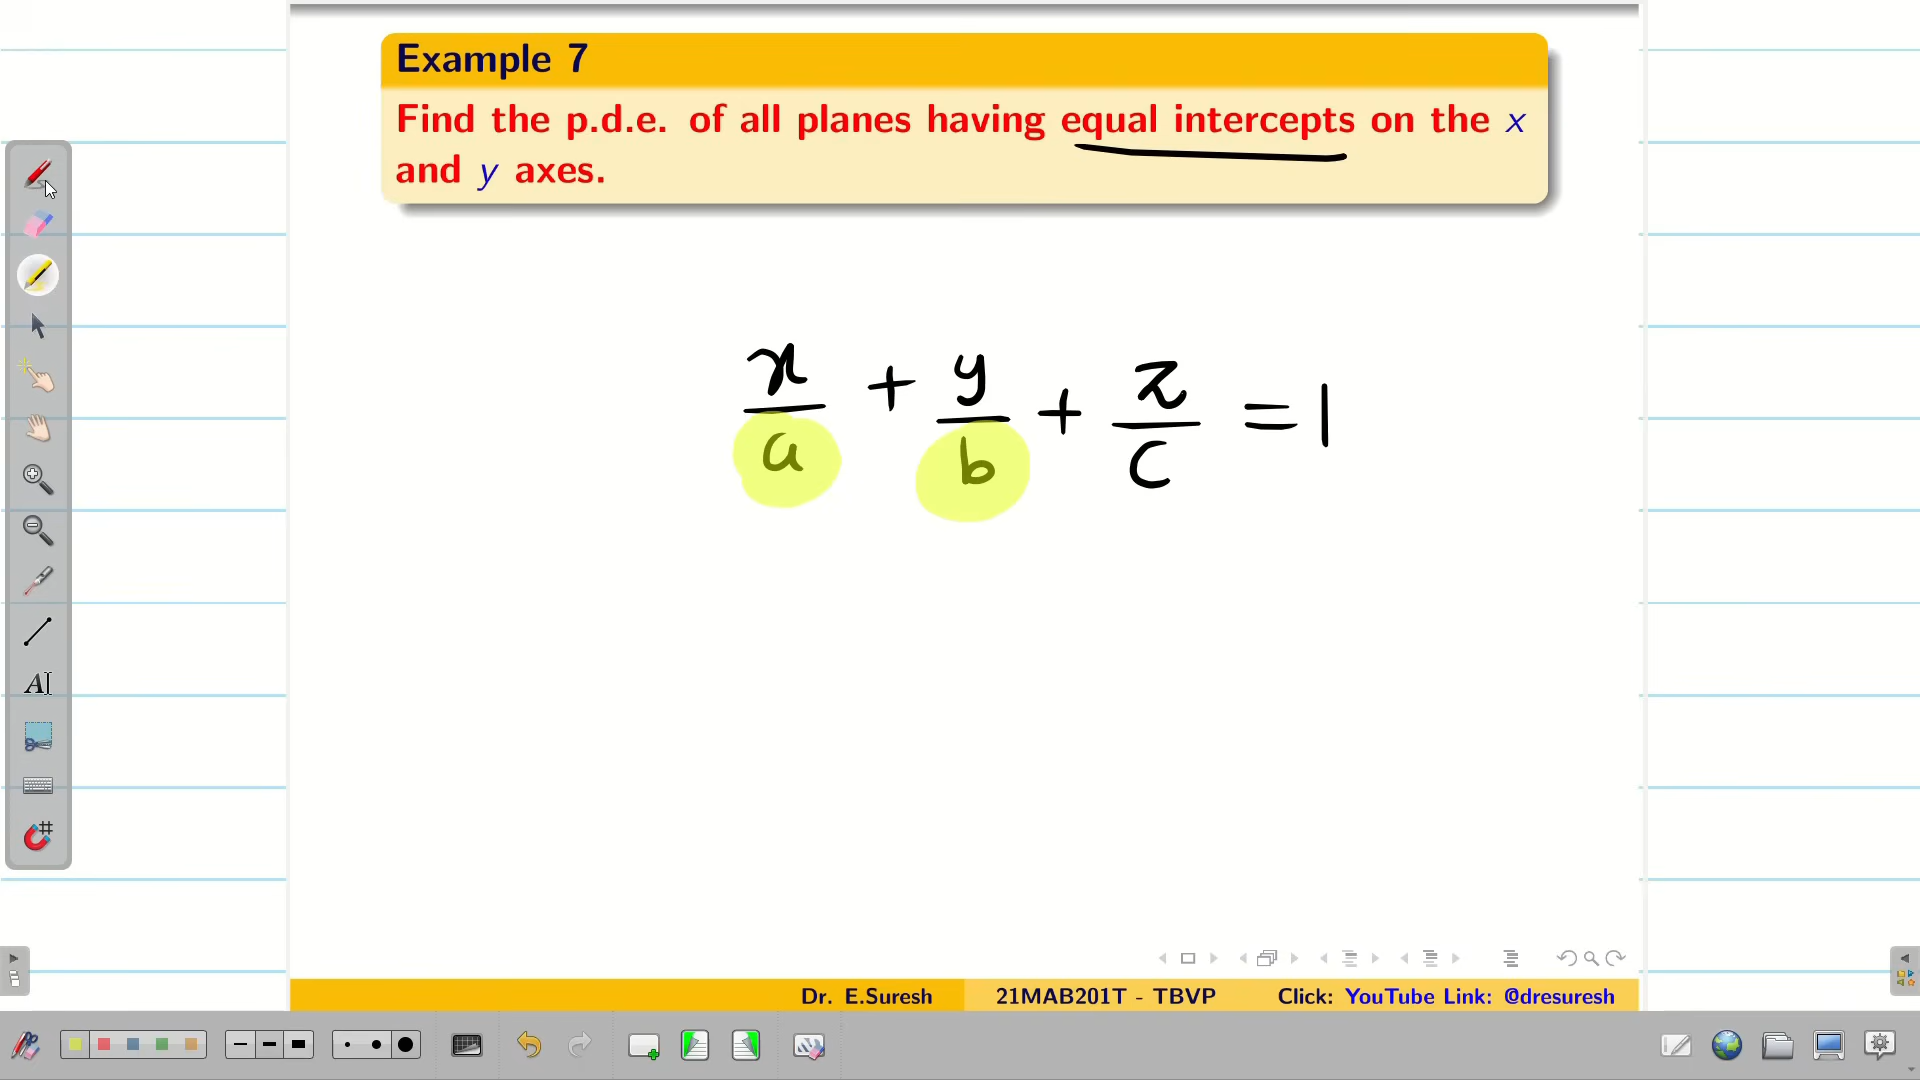 Example 7
Find the p.d.e. of all planes having equal intercepts on the x
and y axes.
x/a + y/b + z/c = 1
Dr. E.Suresh 21MAB201T - TBVP Click: YouTube Link: @dresuresh